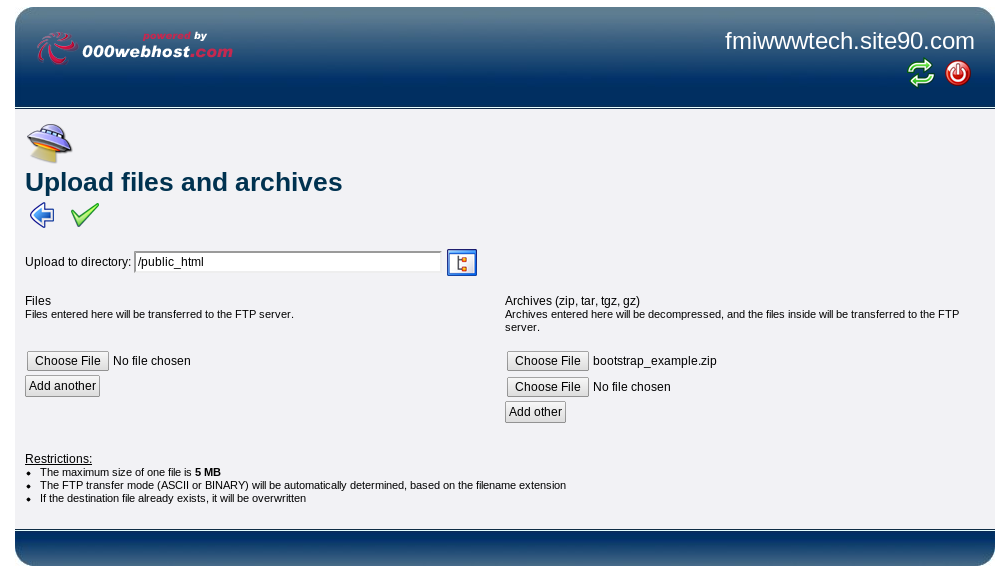 powered by
000webhost.com
fmiwwwtech.site90.com
Upload files and archives
Upload to directory: /public_html
Files
Files entered here will be transferred to the FTP server.
Choose File No file chosen
Add another
Archives (zip, tar, tgz, gz)
Archives entered here will be decompressed, and the files inside will be transferred to the FTP
server.
Choose File bootstrap_example.zip
Choose File No file chosen
Add other
Restrictions:
The maximum size of one file is 5 MB
The FTP transfer mode (ASCII or BINARY) will be automatically determined, based on the filename extension
If the destination file already exists, it will be overwritten